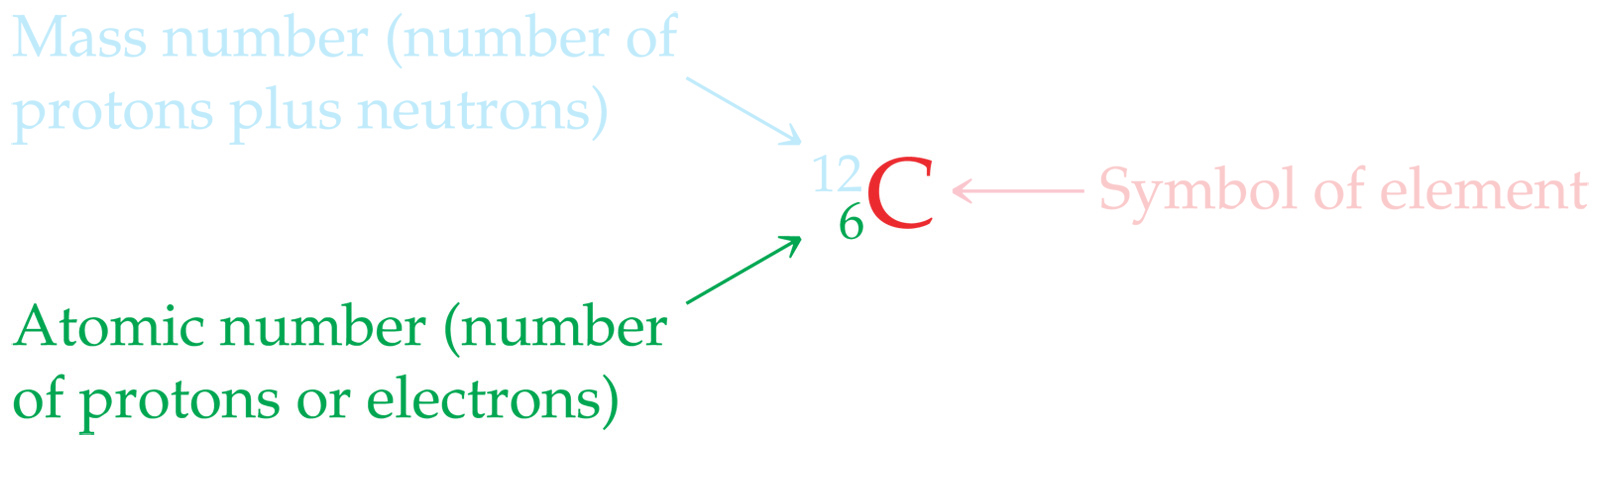 Mass number (number of
protons plus neutrons)
12
6
C
Symbol of element
Atomic number (number
of protons or electrons)